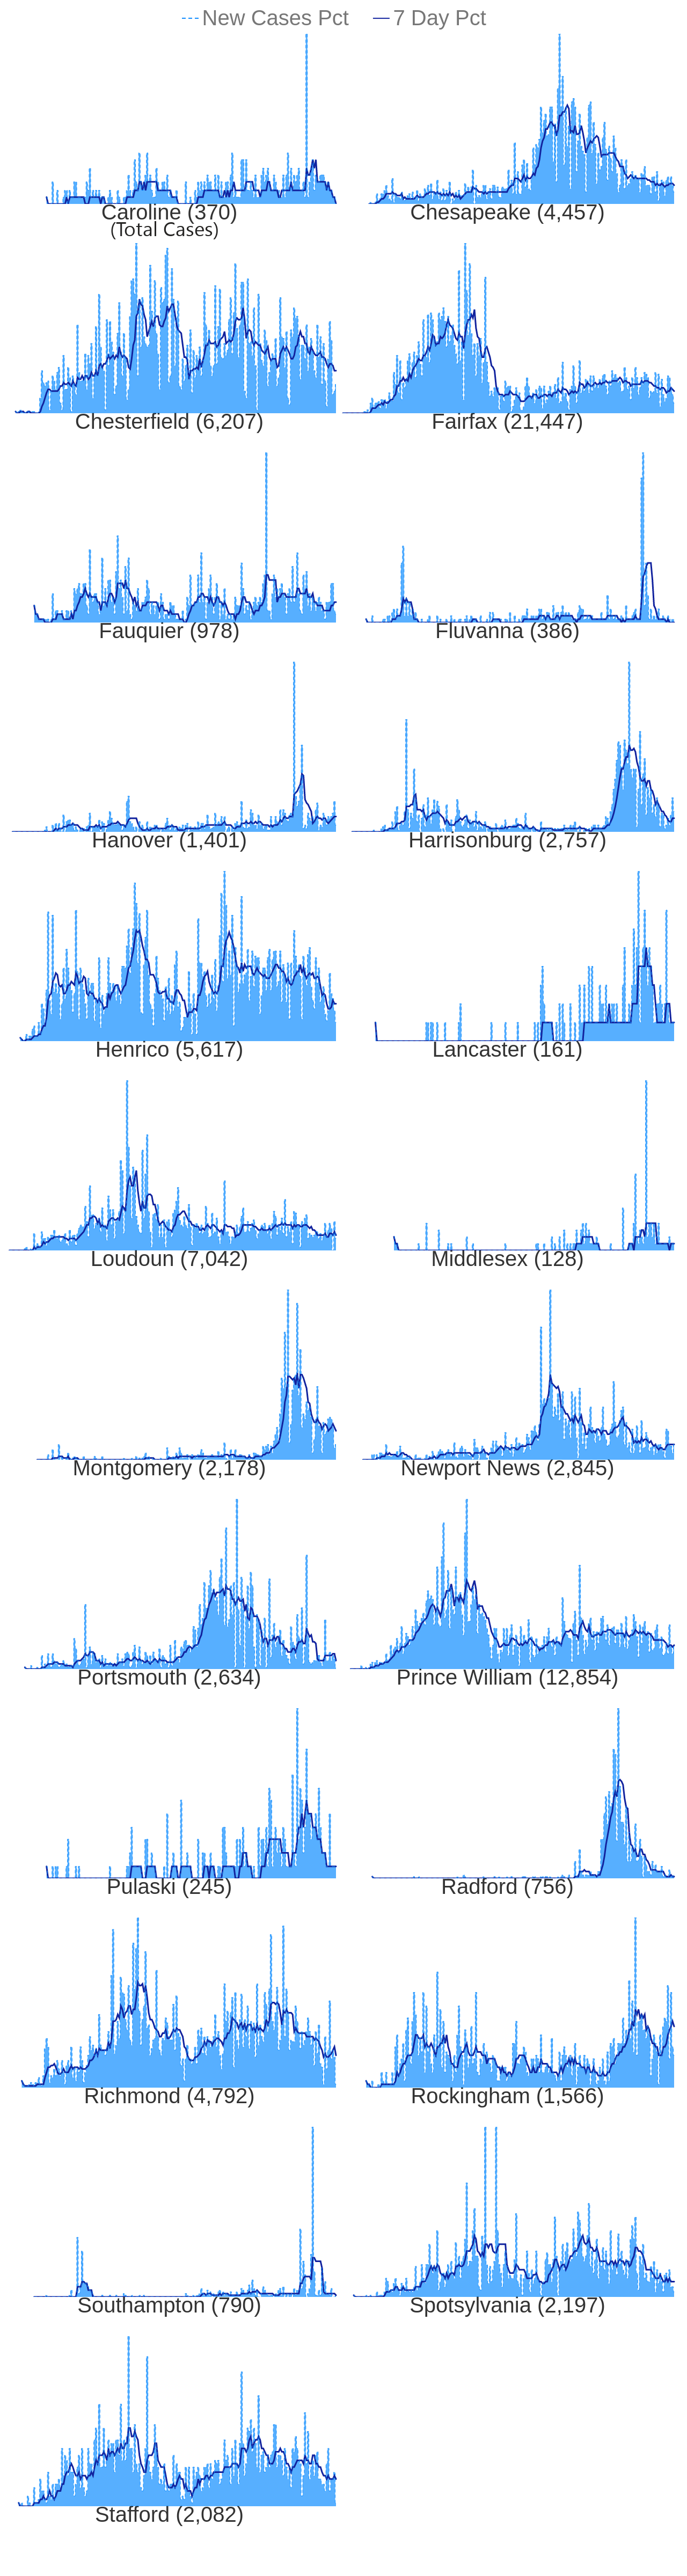 New Cases Pct 7 Day Pct
Caroline (370) Chesapeake (4,457)
(Total Cases)
Chesterfield (6,207) Fairfax (21,447)
Fauquier (978) Fluvanna (386)
Hanover (1,401) Harrisonburg (2,757)
Henrico (5,617) Lancaster (161)
Loudoun (7,042) Middlesex (128)
Montgomery (2,178) Newport News (2,845)
Portsmouth (2,634) Prince William (12,854)
Pulaski (245) Radford (756)
Richmond (4,792) Rockingham (1,566)
Southampton (790) Spotsylvania (2,197)
Stafford (2,082)